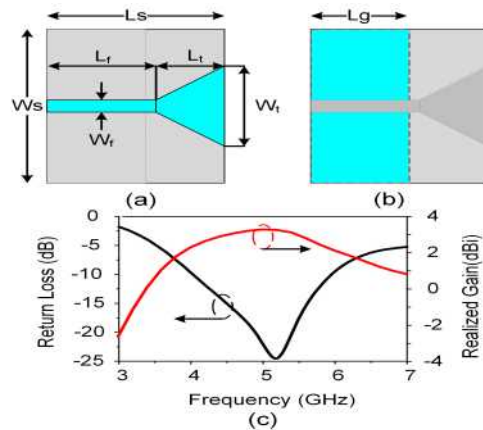 Ls
Lg
Lf
Lt
Ws
Wf
Wt
(a)
(b)
0
-5
-10
-15
-20
-25
Return Loss (dB)
4
2
0
-2
-4
Realized Gain(dBi)
3
4
5
6
7
Frequency (GHz)
(c)